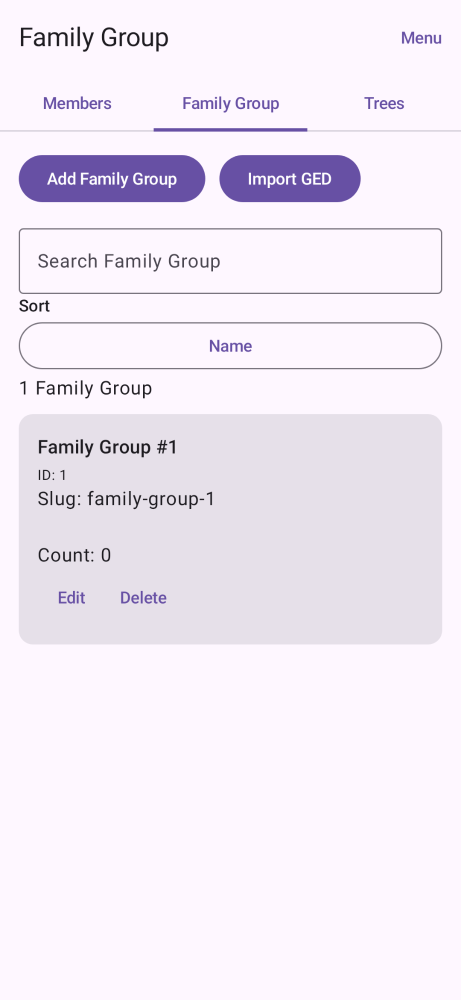 Family Group
Menu
Members
Family Group
Trees
Add Family Group
Import GED
Search Family Group
Sort
Name
1 Family Group
Family Group #1
ID: 1
Slug: family-group-1
Count: 0
Edit
Delete